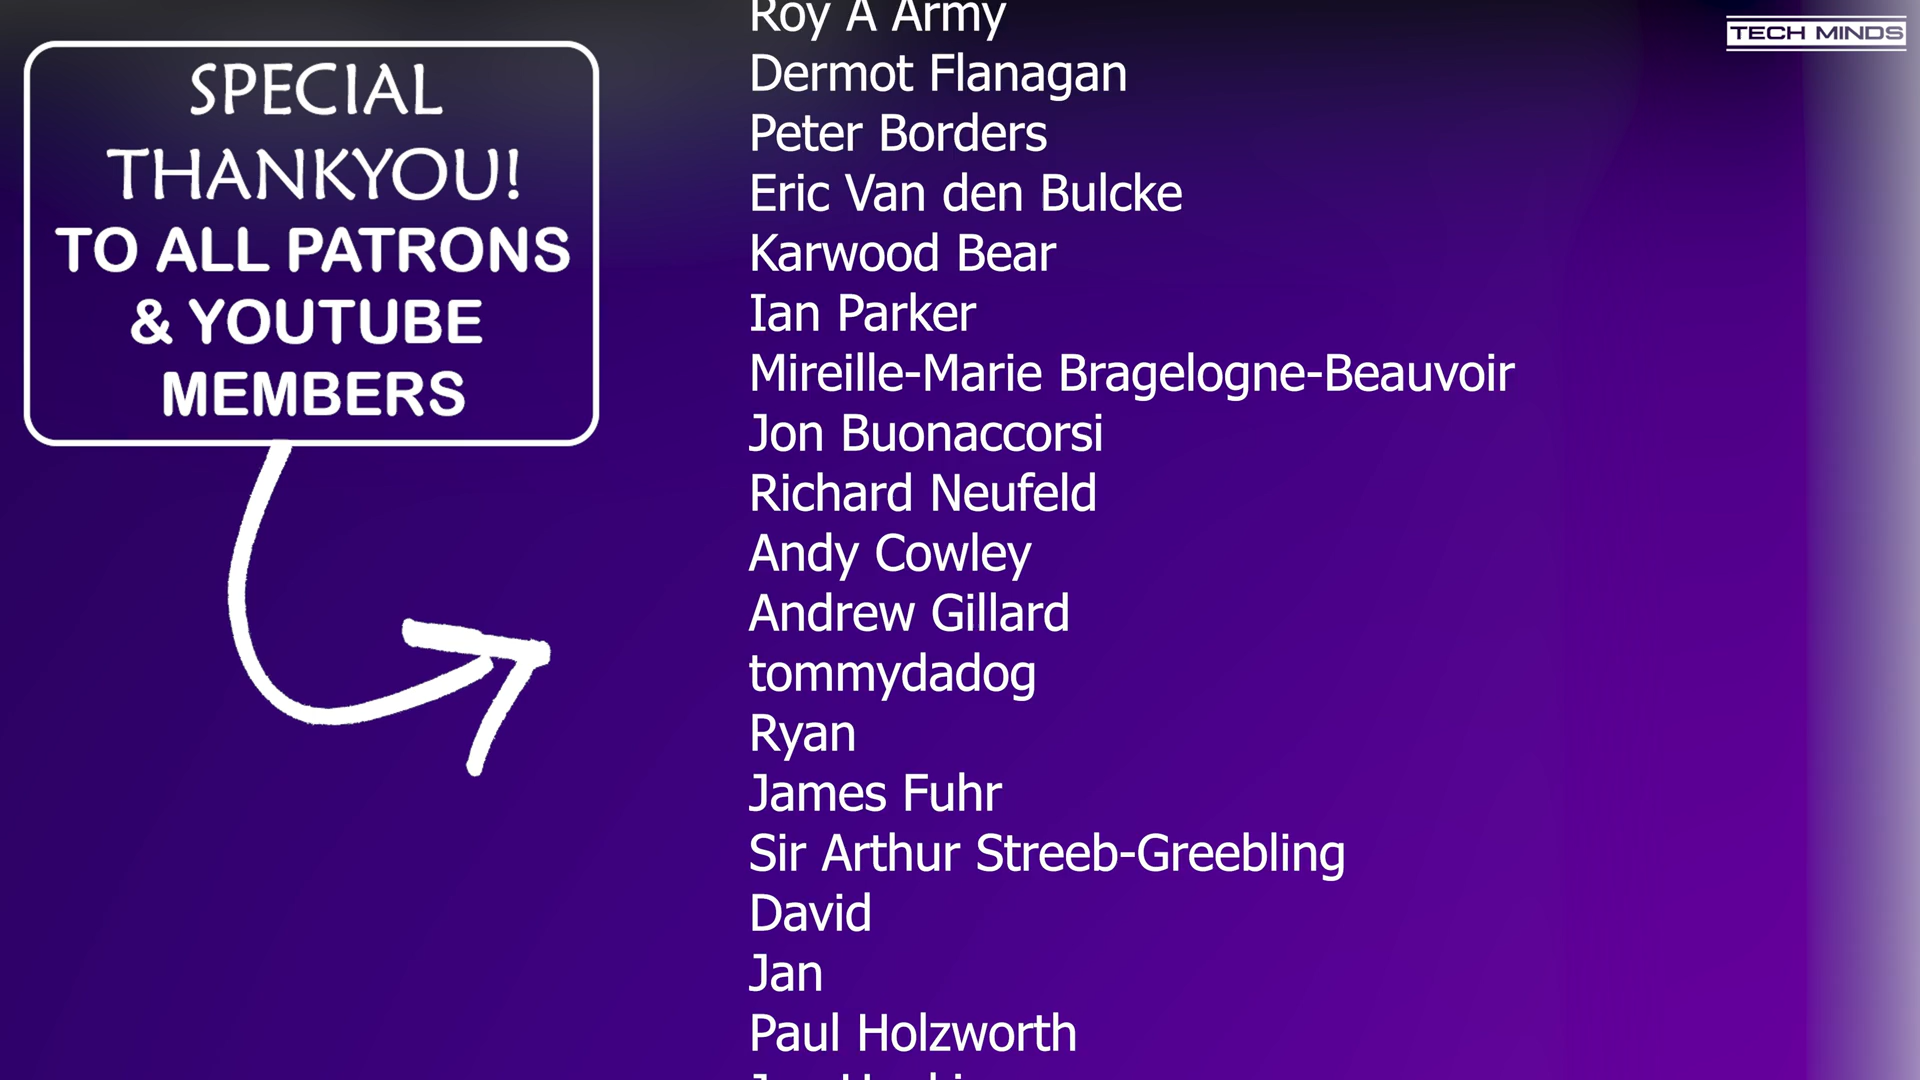 SPECIAL
THANKYOU!
TO ALL PATRONS
& YOUTUBE
MEMBERS
Roy A Army
Dermot Flanagan
Peter Borders
Eric Van den Bulcke
Karwood Bear
Ian Parker
Mireille-Marie Bragelogne-Beauvoir
Jon Buonaccorsi
Richard Neufeld
Andy Cowley
Andrew Gillard
tommydadog
Ryan
James Fuhr
Sir Arthur Streeb-Greebling
David
Jan
Paul Holzworth
TECH MINDS